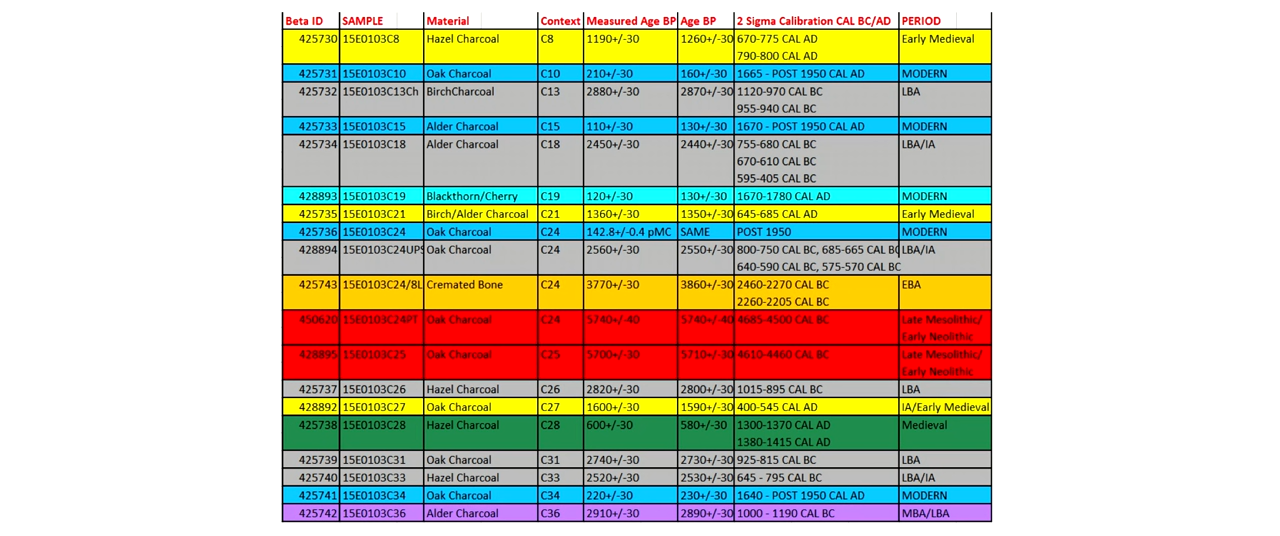 Beta ID SAMPLE Material Context Measured Age BP Age BP 2 Sigma Calibration CAL BC/AD PERIOD
425730 15E0103C8 Hazel Charcoal C8 1190+/-30 1260+/-30 670-775 CAL AD Early Medieval
790-800 CAL AD
425731 15E0103C10 Oak Charcoal C10 210+/-30 160+/-30 1665 - POST 1950 CAL AD MODERN
425732 15E0103C13Ch BirchCharcoal C13 2880+/-30 2870+/-30 1120-970 CAL BC LBA
955-940 CAL BC
425733 15E0103C15 Alder Charcoal C15 110+/-30 130+/-30 1670 - POST 1950 CAL AD MODERN
425734 15E0103C18 Alder Charcoal C18 2450+/-30 2440+/-30 755-680 CAL BC LBA/IA
670-610 CAL BC
595-405 CAL BC
428893 15E0103C19 Blackthorn/Cherry C19 120+/-30 130+/-30 1670-1780 CAL AD MODERN
425735 15E0103C21 Birch/Alder Charcoal C21 1360+/-30 1350+/-30 645-685 CAL AD Early Medieval
425736 15E0103C24 Oak Charcoal C24 142.8+/-0.4 pMC SAME POST 1950 MODERN
428894 15E0103C24UPS Oak Charcoal C24 2560+/-30 2550+/-30 800-750 CAL BC, 685-665 CAL BC LBA/IA
640-590 CAL BC, 575-570 CAL BC
425743 15E0103C24/8L Cremated Bone C24 3770+/-30 3860+/-30 2460-2270 CAL BC EBA
2260-2205 CAL BC
450620 15E0103C24PT Oak Charcoal C24 5740+/-40 5740+/-40 4685-4500 CAL BC Late Mesolithic/
Early Neolithic
428895 15E0103C25 Oak Charcoal C25 5700+/-30 5710+/-30 4610-4460 CAL BC Late Mesolithic/
Early Neolithic
425737 15E0103C26 Hazel Charcoal C26 2820+/-30 2800+/-30 1015-895 CAL BC LBA
428892 15E0103C27 Oak Charcoal C27 1600+/-30 1590+/-30 400-545 CAL AD IA/Early Medieval
425738 15E0103C28 Hazel Charcoal C28 600+/-30 580+/-30 1300-1370 CAL AD Medieval
1380-1415 CAL AD
425739 15E0103C31 Oak Charcoal C31 2740+/-30 2730+/-30 925-815 CAL BC LBA
425740 15E0103C33 Hazel Charcoal C33 2520+/-30 2530+/-30 645 - 795 CAL BC LBA/IA
425741 15E0103C34 Oak Charcoal C34 220+/-30 230+/-30 1640 - POST 1950 CAL AD MODERN
425742 15E0103C36 Alder Charcoal C36 2910+/-30 2890+/-30 1000 - 1190 CAL BC MBA/LBA